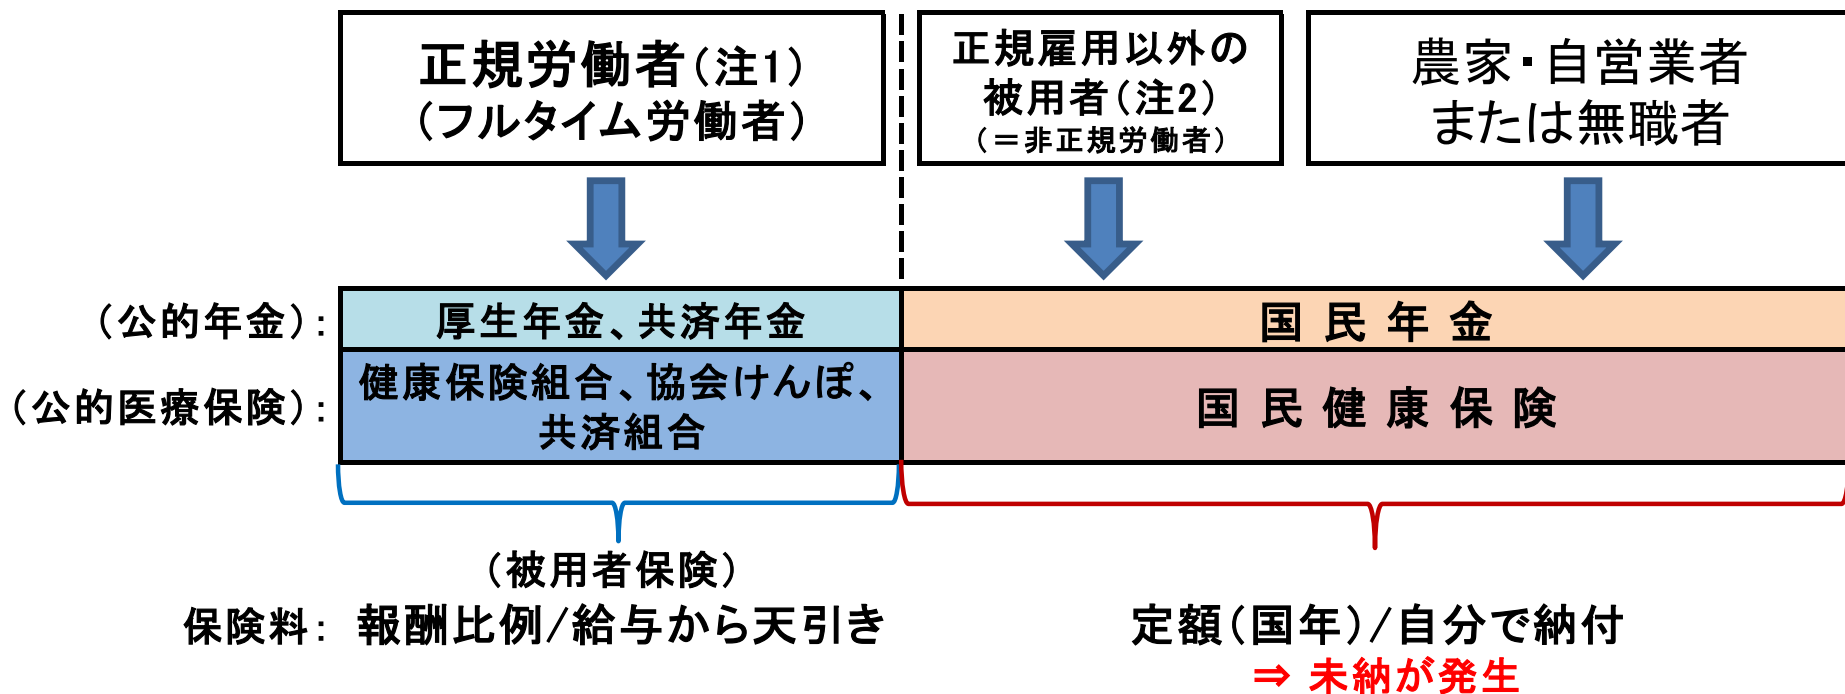 正規労働者（注１）
（フルタイム労働者）
正規雇用以外の
被用者（注２）
（＝非正規労働者）
農家・自営業者
または無職者
（公的年金）：
厚生年金、共済年金
国民年金
（公的医療保険）：
健康保険組合、協会けんぽ、
共済組合
国民健康保険
（被用者保険）
保険料： 報酬比例/給与から天引き
定額（国年）/自分で納付
⇒ 未納が発生